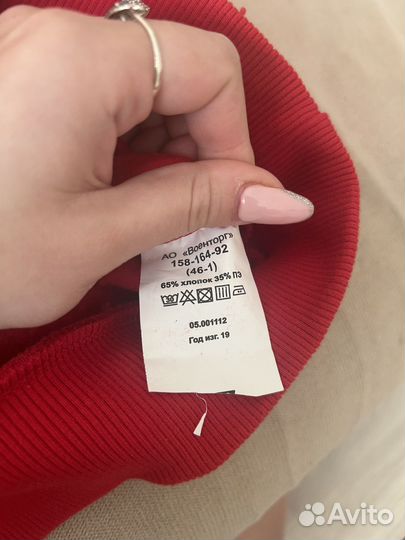 АО «Военторг»
158-164-92
(46-1)
65% хлопок 35% ПЭ
05.001112
Год изг. 19
Avito